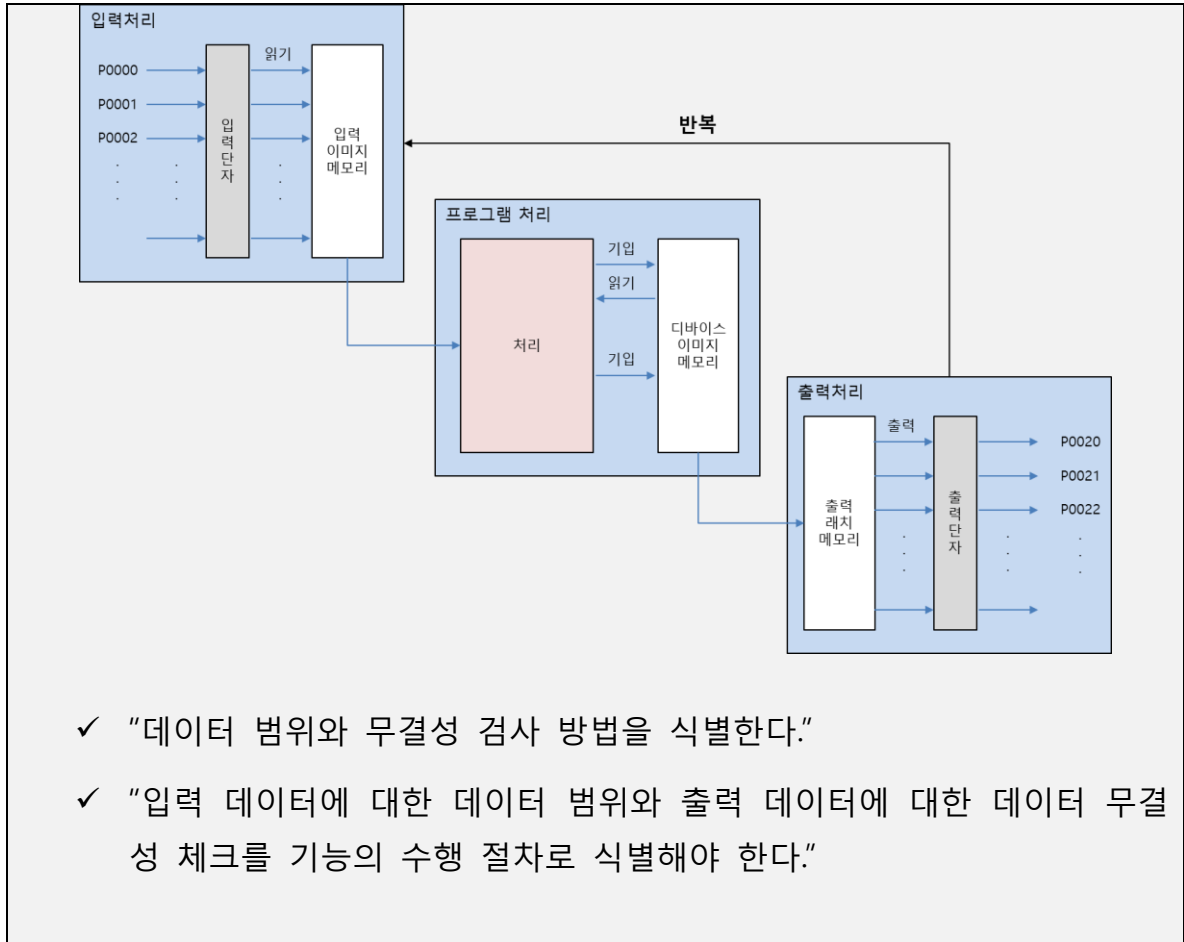 입력처리
읽기
P0000
P0001
P0002
입
력
단
자
입력
이미지
메모리
반복
프로그램 처리
기입
읽기
처리
기입
디바이스
이미지
메모리
출력처리
출력
P0020
P0021
P0022
출력
래치
메모리
출
력
단
자
✓ "데이터 범위와 무결성 검사 방법을 식별한다."
✓ "입력 데이터에 대한 데이터 범위와 출력 데이터에 대한 데이터 무결
성 체크를 기능의 수행 절차로 식별해야 한다."